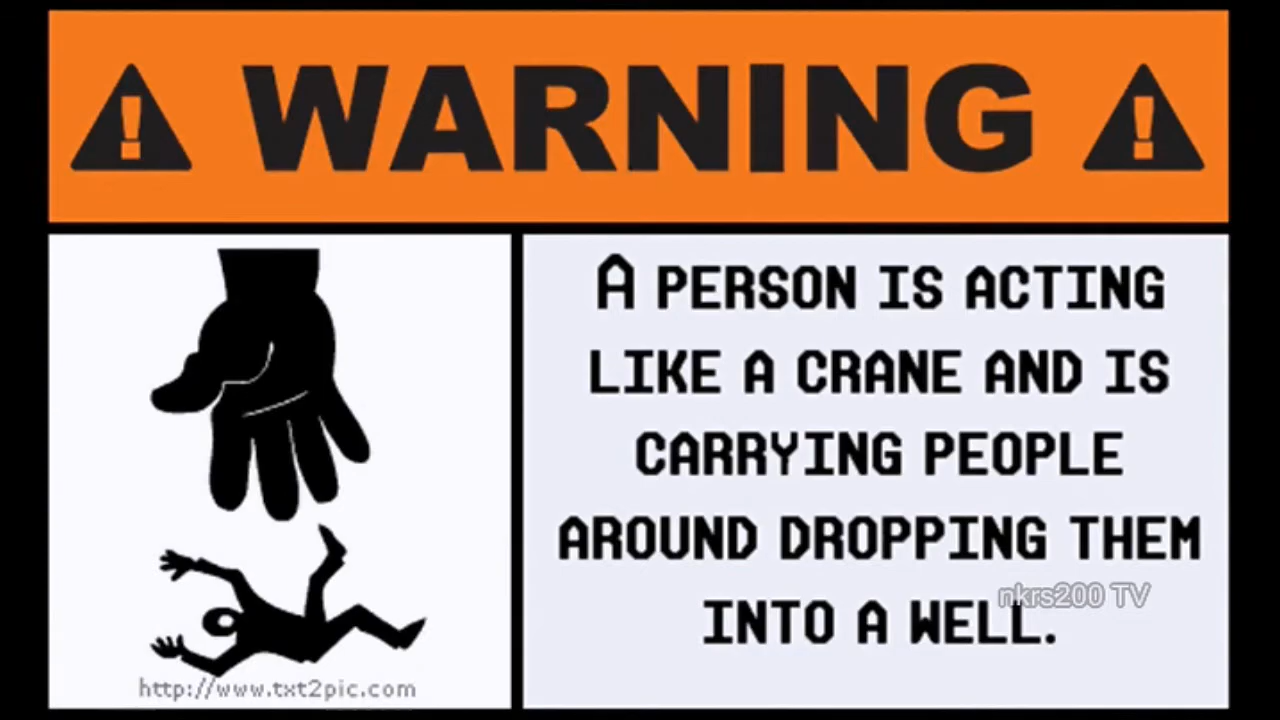 WARNING
A PERSON IS ACTING
LIKE A CRANE AND IS
CARRYING PEOPLE
AROUND DROPPING THEM
INTO A WELL.
nkrs200 TV
http://www.txt2pic.com